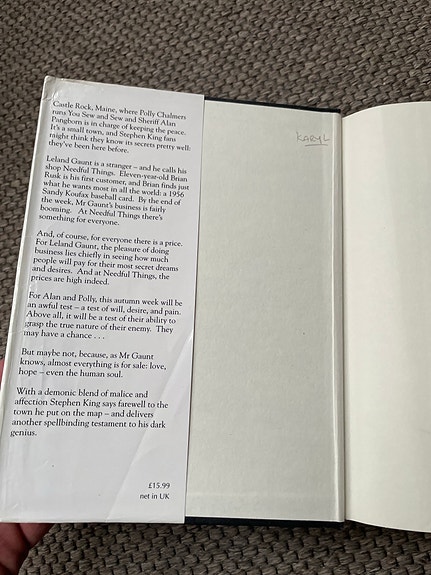 Castle Rock, Maine, where Polly Chalmers
runs You Sew and Sew and Sheriff Alan
Pangborn is in charge of keeping the peace.
It's a small town, and Stephen King fans
might think they know its secrets pretty well:
they've been here before.
Leland Gaunt is a stranger – and he calls his
shop Needful Things. Eleven-year-old Brian
Rusk is his first customer, and Brian finds just
what he wants most in all the world: a 1956
Sandy Koufax baseball card. By the end of
the week, Mr Gaunt's business is fairly
booming. At Needful Things there's
something for everyone.
And, of course, for everyone there is a price.
For Leland Gaunt, the pleasure of doing
business lies chiefly in seeing how much
people will pay for their most secret dreams
and desires. And at Needful Things, the
prices are high indeed.
For Alan and Polly, this autumn week will be
an awful test – a test of will, desire, and pain.
Above all, it will be a test of their ability to
grasp the true nature of their enemy. They
may have a chance . . .
But maybe not, because, as Mr Gaunt
knows, almost everything is for sale: love,
hope – even the human soul.
With a demonic blend of malice and
affection Stephen King says farewell to the
town he put on the map – and delivers
another spellbinding testament to his dark
genius.
£15.99
net in UK
KARYL